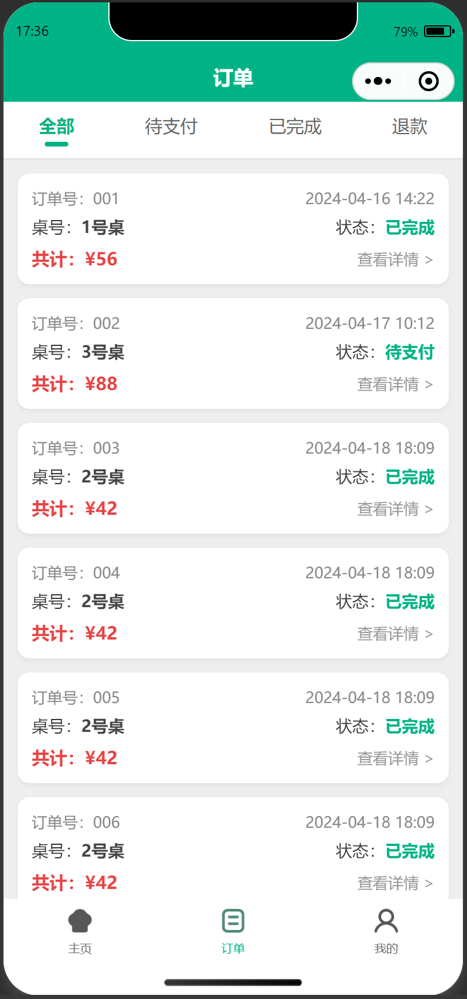 17:36
79%
订单
全部 待支付 已完成 退款
订单号：001 2024-04-16 14:22
桌号：1号桌 状态：已完成
共计：¥56 查看详情 >
订单号：002 2024-04-17 10:12
桌号：3号桌 状态：待支付
共计：¥88 查看详情 >
订单号：003 2024-04-18 18:09
桌号：2号桌 状态：已完成
共计：¥42 查看详情 >
订单号：004 2024-04-18 18:09
桌号：2号桌 状态：已完成
共计：¥42 查看详情 >
订单号：005 2024-04-18 18:09
桌号：2号桌 状态：已完成
共计：¥42 查看详情 >
订单号：006 2024-04-18 18:09
桌号：2号桌 状态：已完成
共计：¥42 查看详情 >
主页 订单 我的